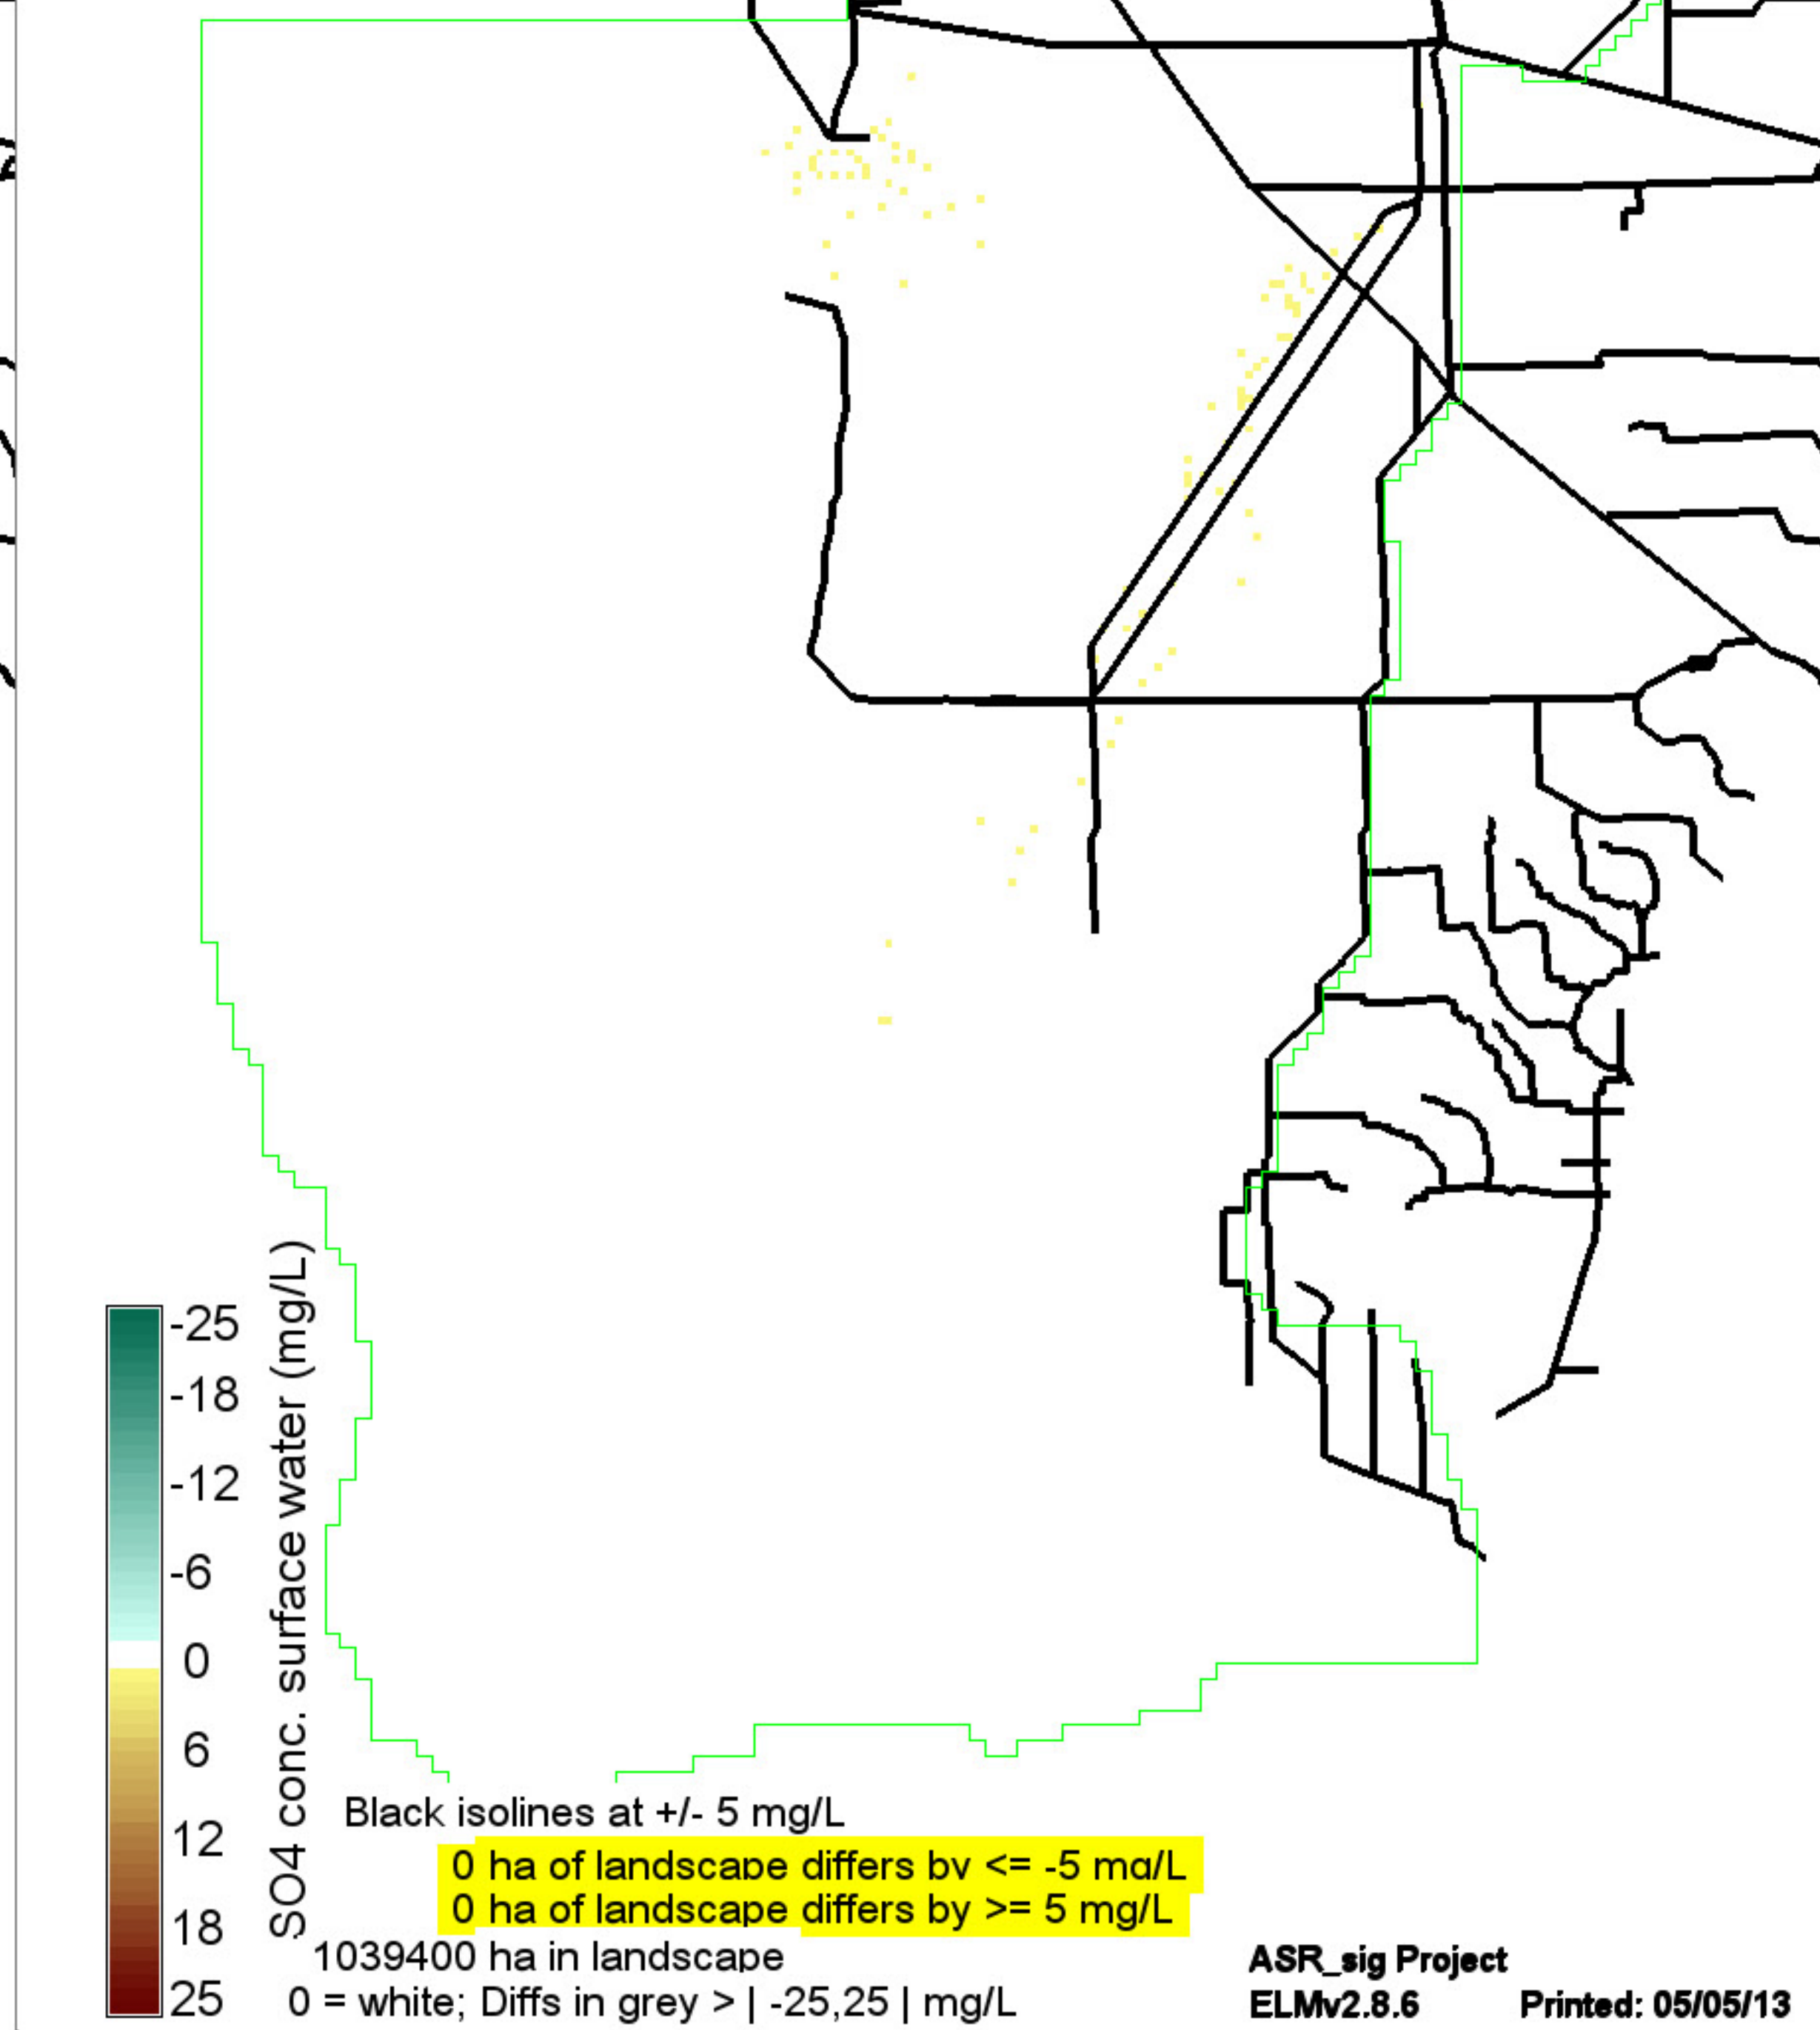 -25
-18
-12
-6
0
6
12
18
25
SO4 conc. surface water (mg/L)
Black isolines at +/- 5 mg/L
0 ha of landscape differs by <= -5 mg/L
0 ha of landscape differs by >= 5 mg/L
1039400 ha in landscape
0 = white; Diffs in grey > | -25,25 | mg/L
ASR_sig Project
ELMv2.8.6 Printed: 05/05/13